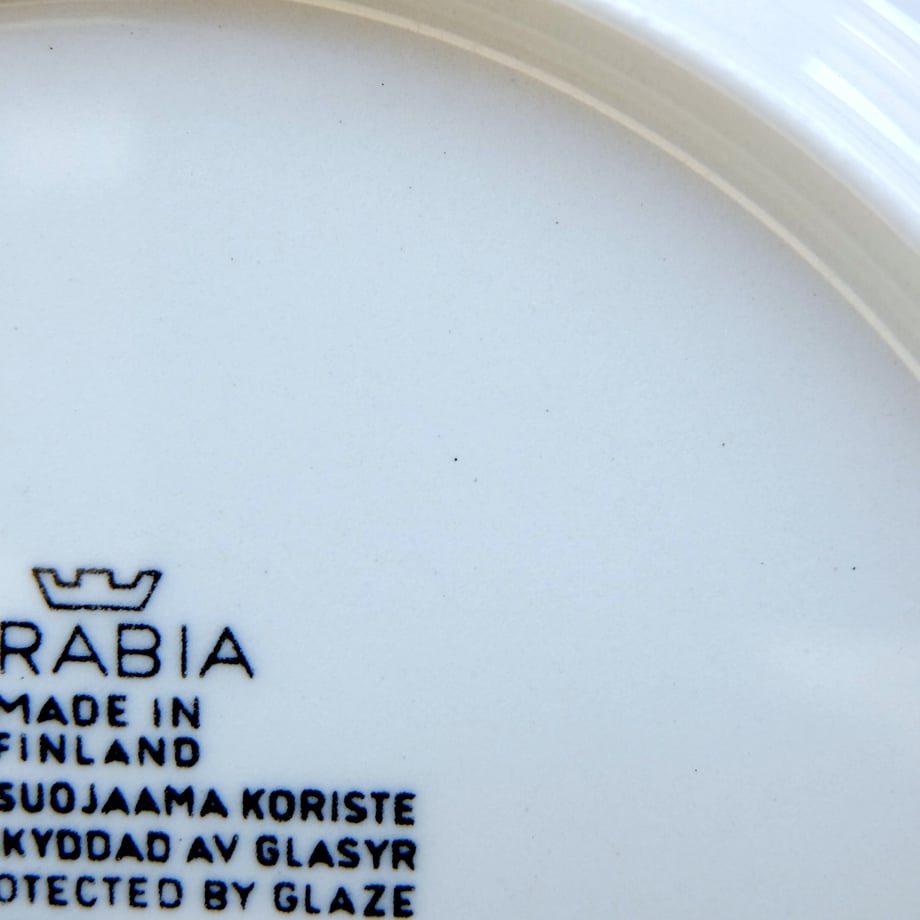 RABIA
MADE IN
FINLAND
SUOJAAMA KORISTE
KYDDAD AV GLASYR
OTECTED BY GLAZE